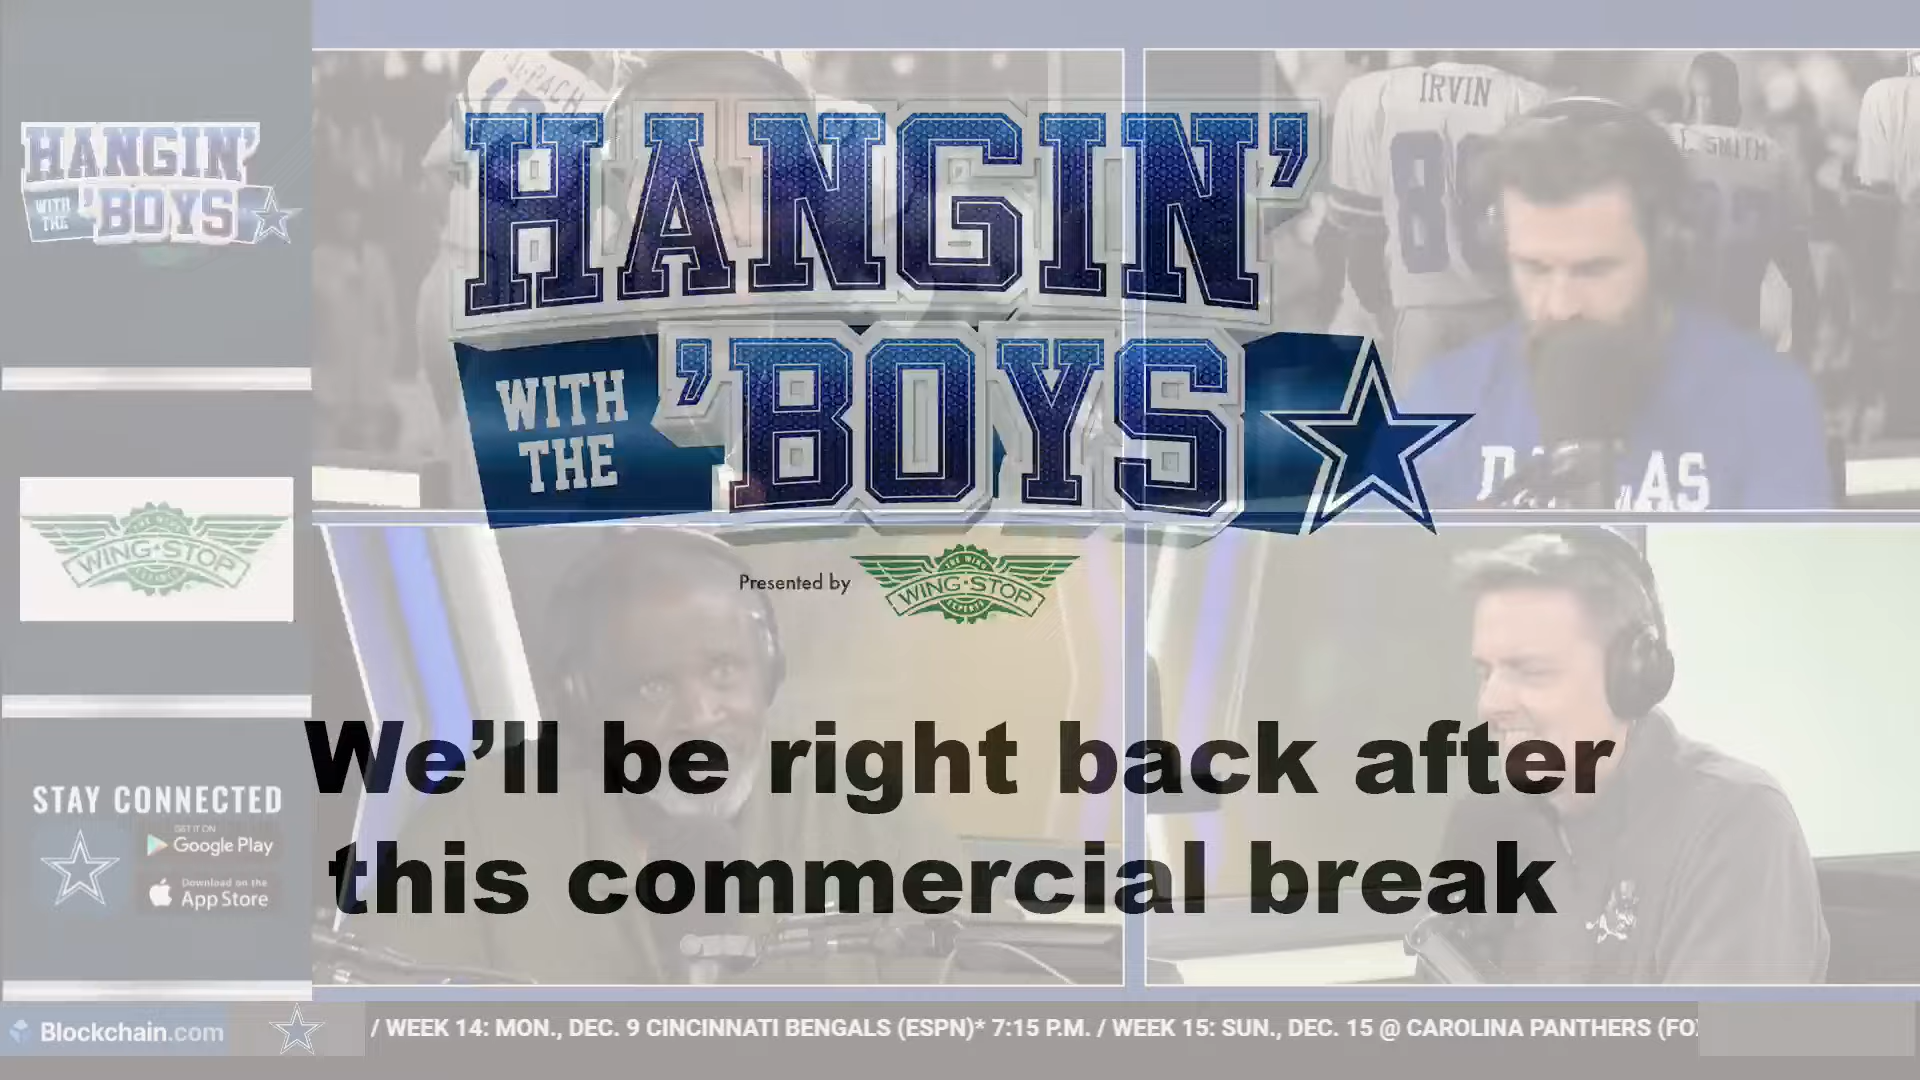 HANGIN'
WITH
THE
'BOYS
STAY CONNECTED
GET IT ON
Google Play
Download on the
App Store
IRVIN
E. SMITH
HANGIN'
WITH
THE
'BOYS
Presented by
WING·STOP
WING·STOP
We'll be right back after
this commercial break
Blockchain.com
/ WEEK 14: MON., DEC. 9 CINCINNATI BENGALS (ESPN)* 7:15 P.M. / WEEK 15: SUN., DEC. 15 @ CAROLINA PANTHERS (FO